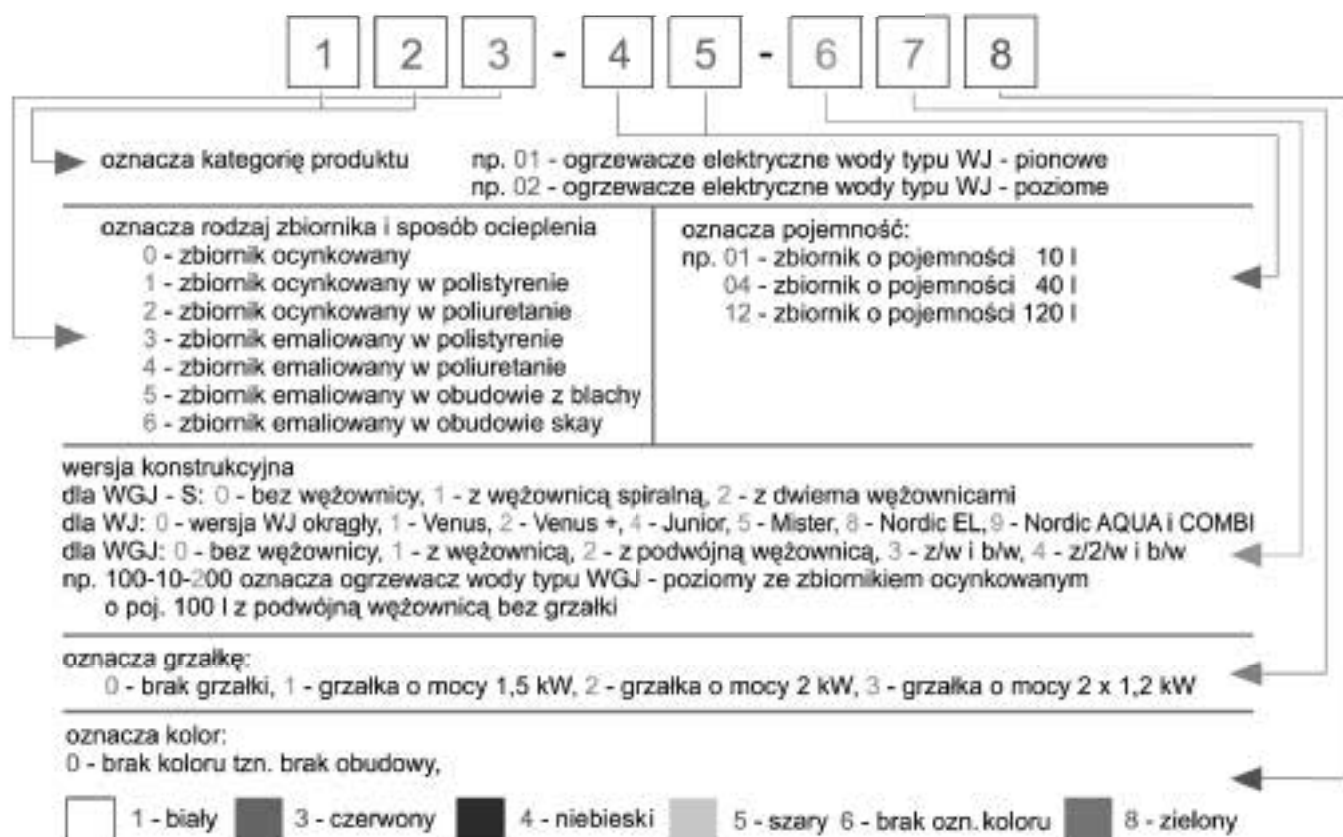 1 2 3 - 4 5 - 6 7 8
oznacza kategorię produktu np. 01 - ogrzewacze elektryczne wody typu WJ - pionowe
np. 02 - ogrzewacze elektryczne wody typu WJ - poziome
oznacza rodzaj zbiornika i sposób ocieplenia
0 - zbiornik ocynkowany
1 - zbiornik ocynkowany w polistyrenie
2 - zbiornik ocynkowany w poliuretanie
3 - zbiornik emaliowany w polistyrenie
4 - zbiornik emaliowany w poliuretanie
5 - zbiornik emaliowany w obudowie z blachy
6 - zbiornik emaliowany w obudowie skay
oznacza pojemność:
np. 01 - zbiornik o pojemności 10 l
04 - zbiornik o pojemności 40 l
12 - zbiornik o pojemności 120 l
wersja konstrukcyjna
dla WGJ - S: 0 - bez wężownicy, 1 - z wężownicą spiralną, 2 - z dwiema wężownicami
dla WJ: 0 - wersja WJ okrągły, 1 - Venus, 2 - Venus +, 4 - Junior, 5 - Mister, 8 - Nordic EL, 9 - Nordic AQUA i COMBI
dla WGJ: 0 - bez wężownicy, 1 - z wężownicą, 2 - z podwójną wężownicą, 3 - z/w i b/w, 4 - z/2/w i b/w
np. 100-10-200 oznacza ogrzewacz wody typu WGJ - poziomy ze zbiornikiem ocynkowanym
o poj. 100 l z podwójną wężownicą bez grzałki
oznacza grzałkę:
0 - brak grzałki, 1 - grzałka o mocy 1,5 kW, 2 - grzałka o mocy 2 kW, 3 - grzałka o mocy 2 x 1,2 kW
oznacza kolor:
0 - brak koloru tzn. brak obudowy,
1 - biały 3 - czerwony 4 - niebieski 5 - szary 6 - brak ozn. koloru 8 - zielony